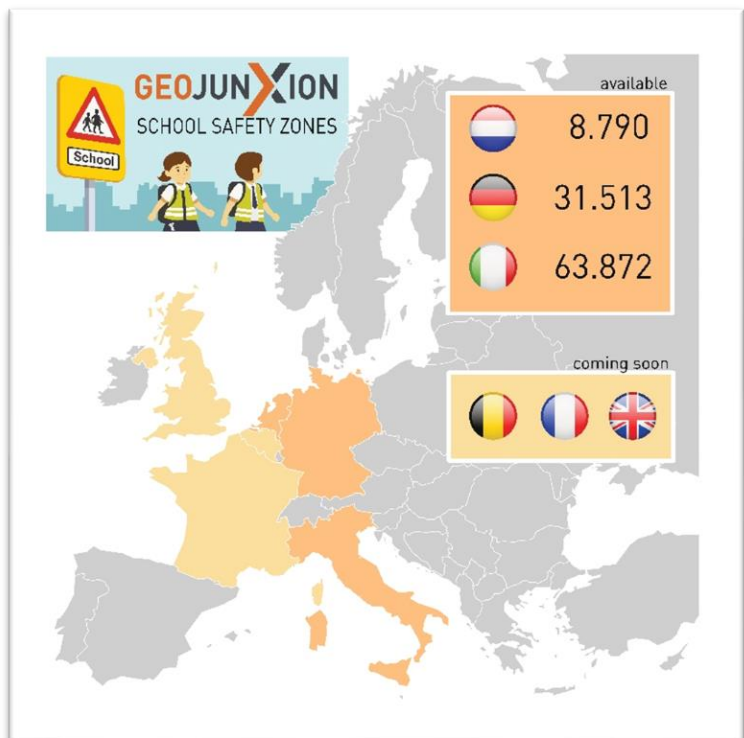 GEOJUNXION
SCHOOL SAFETY ZONES
School
available
8.790
31.513
63.872
coming soon